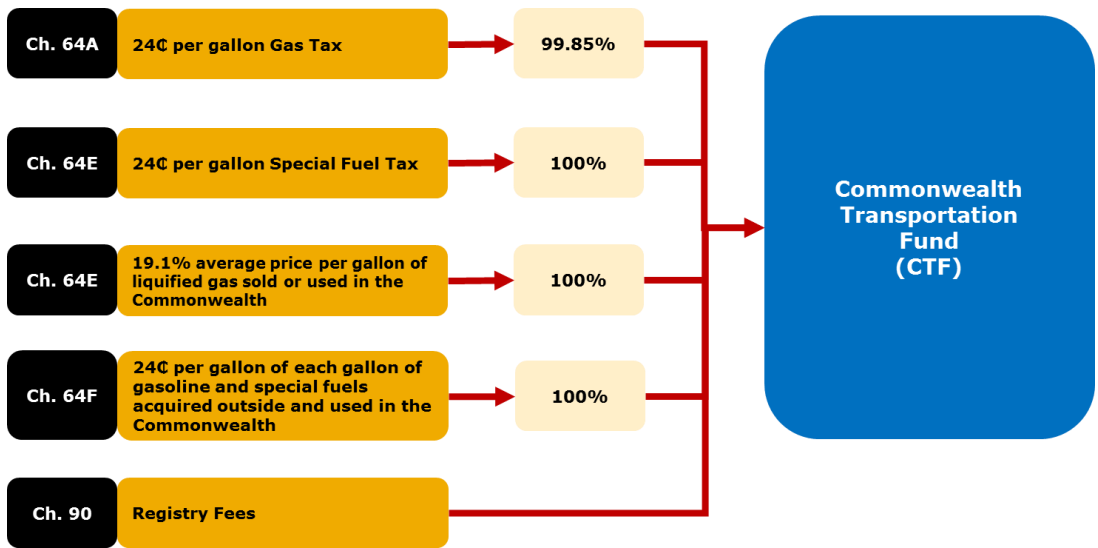 Ch. 64A
24₵ per gallon Gas Tax
99.85%
Ch. 64E
24₵ per gallon Special Fuel Tax
100%
Ch. 64E
19.1% average price per gallon of
liquified gas sold or used in the
Commonwealth
100%
Ch. 64F
24₵ per gallon of each gallon of
gasoline and special fuels
acquired outside and used in the
Commonwealth
100%
Ch. 90
Registry Fees
Commonwealth
Transportation
Fund
(CTF)